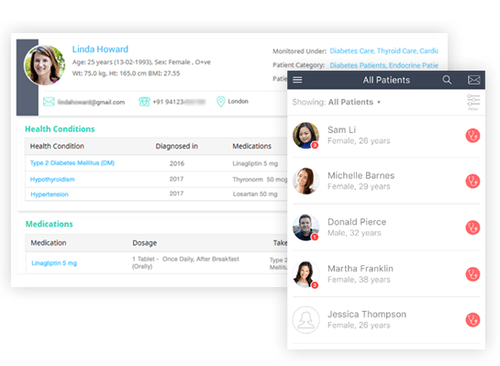 Linda Howard
Age: 25 years (13-02-1993), Sex: Female , O+ve
Wt: 75.0 kg, Ht: 165.0 cm BMI: 27.55
Monitored Under: Diabetes Care, Thyroid Care, Cardio
Patient Category: Diabetes Patients, Endocrine Patie
@gmail.com
+91 94123
London
Health Conditions
Health Condition Diagnosed in Medications
Type 2 Diabetes Mellitus (DM) 2016 Linagliptin 5 mg
Hypothyroidism 2017 Thyronorm 50 mc
Hypertension 2017 Losartan 50 mg
Medications
Medication Dosage Take
Linagliptin 5 mg 1 Tablet - Once Daily, After Breakfast
(Orally)
Type 2
Mellitus
All Patients
Showing: All Patients
Sam Li
3
Female, 26 years
Michelle Barnes
Female, 29 years
Donald Pierce
1
Male, 32 years
Martha Franklin
Female, 38 years
Jessica Thompson
Female, 26 years